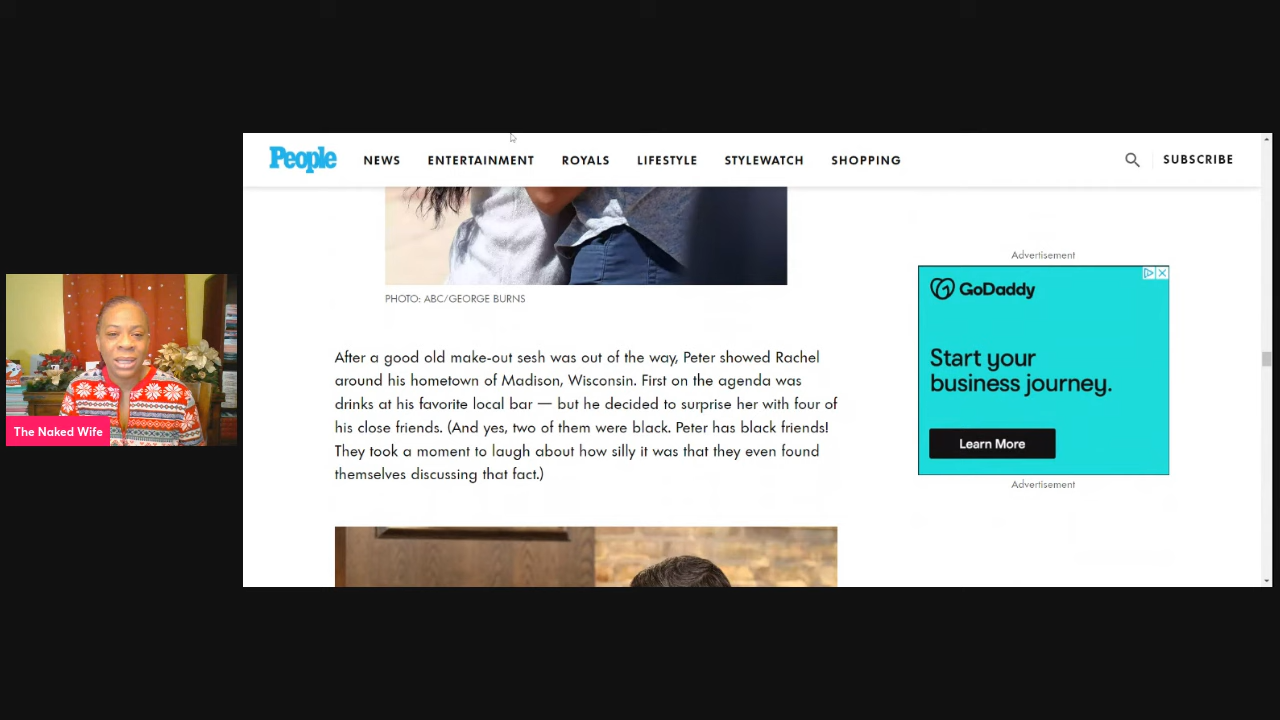 People
NEWS
ENTERTAINMENT
ROYALS
LIFESTYLE
STYLEWATCH
SHOPPING
SUBSCRIBE
PHOTO: ABC/GEORGE BURNS
After a good old make-out sesh was out of the way, Peter showed Rachel
around his hometown of Madison, Wisconsin. First on the agenda was
drinks at his favorite local bar — but he decided to surprise her with four of
his close friends. (And yes, two of them were black. Peter has black friends!
They took a moment to laugh about how silly it was that they even found
themselves discussing that fact.)
Advertisement
GoDaddy
Start your
business journey.
Learn More
Advertisement
The Naked Wife